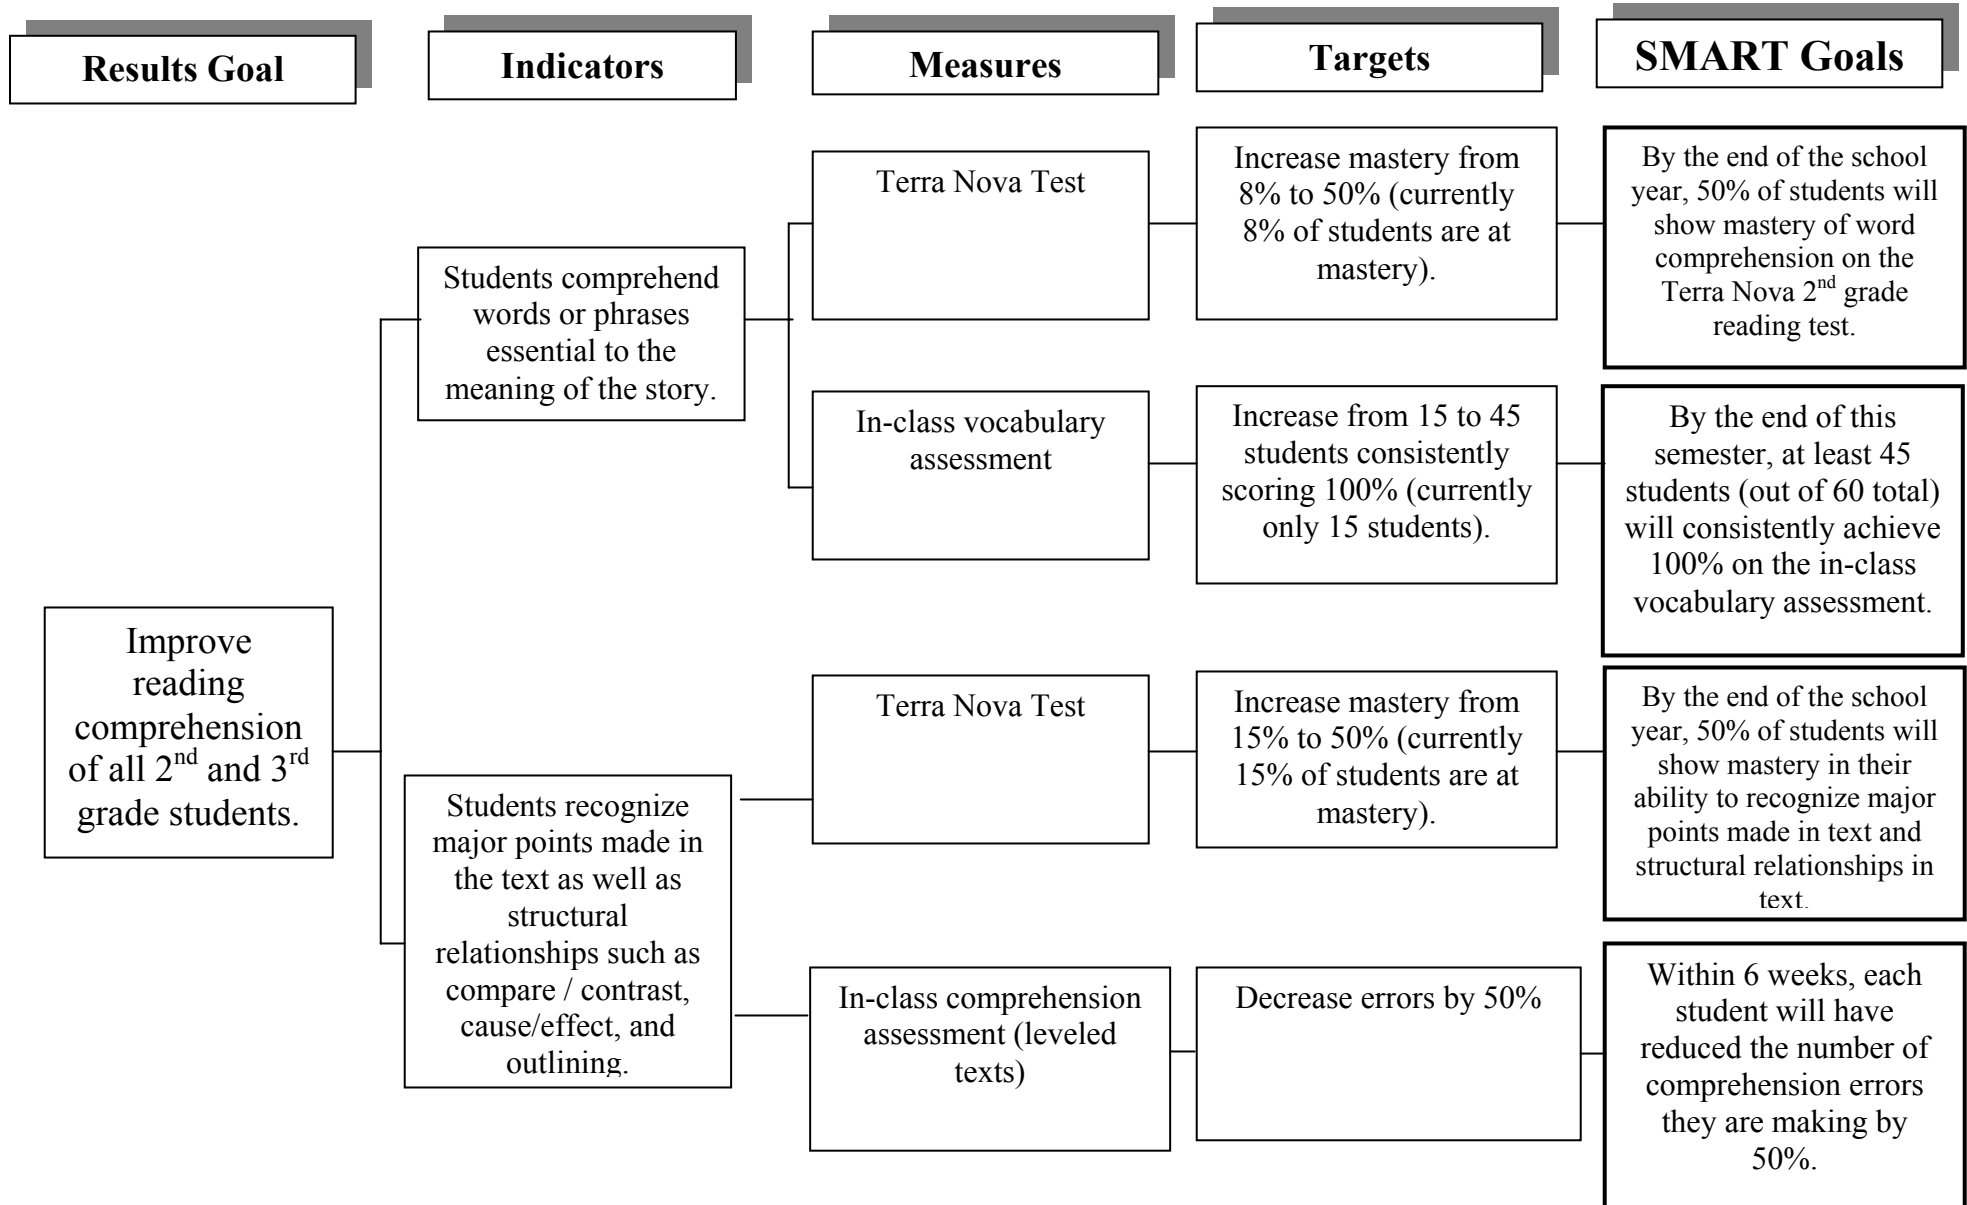 Results Goal
Indicators
Measures
Targets
SMART Goals
Improve
reading
comprehension
of all 2nd and 3rd
grade students.
Students comprehend
words or phrases
essential to the
meaning of the story.
Terra Nova Test
Increase mastery from
8% to 50% (currently
8% of students are at
mastery).
By the end of the school
year, 50% of students will
show mastery of word
comprehension on the
Terra Nova 2nd grade
reading test.
In-class vocabulary
assessment
Increase from 15 to 45
students consistently
scoring 100% (currently
only 15 students).
By the end of this
semester, at least 45
students (out of 60 total)
will consistently achieve
100% on the in-class
vocabulary assessment.
Students recognize
major points made in
the text as well as
structural
relationships such as
compare / contrast,
cause/effect, and
outlining.
Terra Nova Test
Increase mastery from
15% to 50% (currently
15% of students are at
mastery).
By the end of the school
year, 50% of students will
show mastery in their
ability to recognize major
points made in text and
structural relationships in
text.
In-class comprehension
assessment (leveled
texts)
Decrease errors by 50%
Within 6 weeks, each
student will have
reduced the number of
comprehension errors
they are making by
50%.